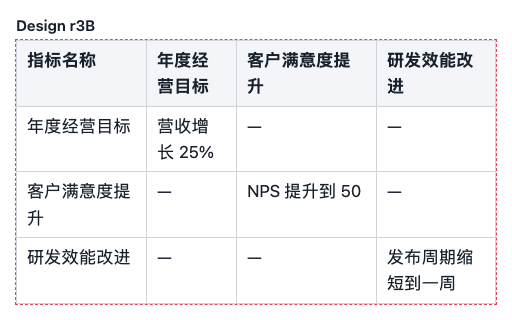 Design r3B
指标名称 年度经 客户满意度提 研发效能改
营目标 升 进
年度经营目标 营收增 — —
长 25%
客户满意度提 — NPS 提升到 50 —
升
研发效能改进 — — 发布周期缩
短到一周